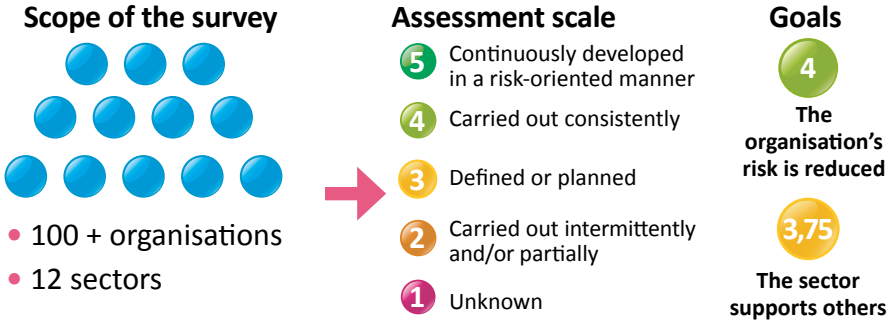 Scope of the survey
• 100 + organisations
• 12 sectors
Assessment scale
5 Continuously developed
in a risk-oriented manner
4 Carried out consistently
3 Defined or planned
2 Carried out intermittently
and/or partially
1 Unknown
Goals
4
The
organisation's
risk is reduced
3,75
The sector
supports others